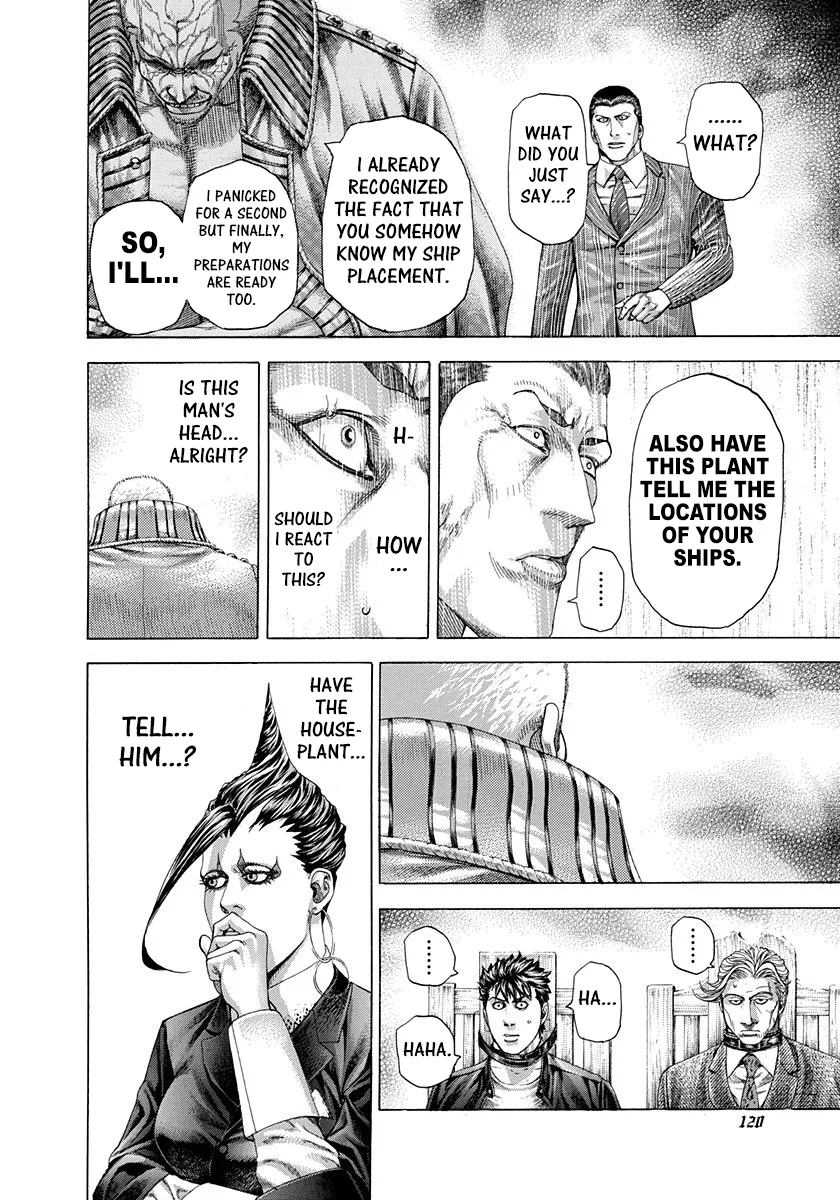 ......
WHAT?
WHAT
DID YOU
JUST
SAY...?
I ALREADY
RECOGNIZED
THE FACT THAT
YOU SOMEHOW
KNOW MY SHIP
PLACEMENT.
I PANICKED
FOR A SECOND
BUT FINALLY,
MY
PREPARATIONS
ARE READY
TOO.
SO,
I'LL...
ALSO HAVE
THIS PLANT
TELL ME THE
LOCATIONS
OF YOUR
SHIPS.
......
H-
HOW
...
SHOULD
I REACT
TO
THIS?
IS THIS
MAN'S
HEAD...
ALRIGHT?
HAVE
THE
HOUSE-
PLANT...
TELL...
HIM...?
......
HA...
......
HAHA.
120